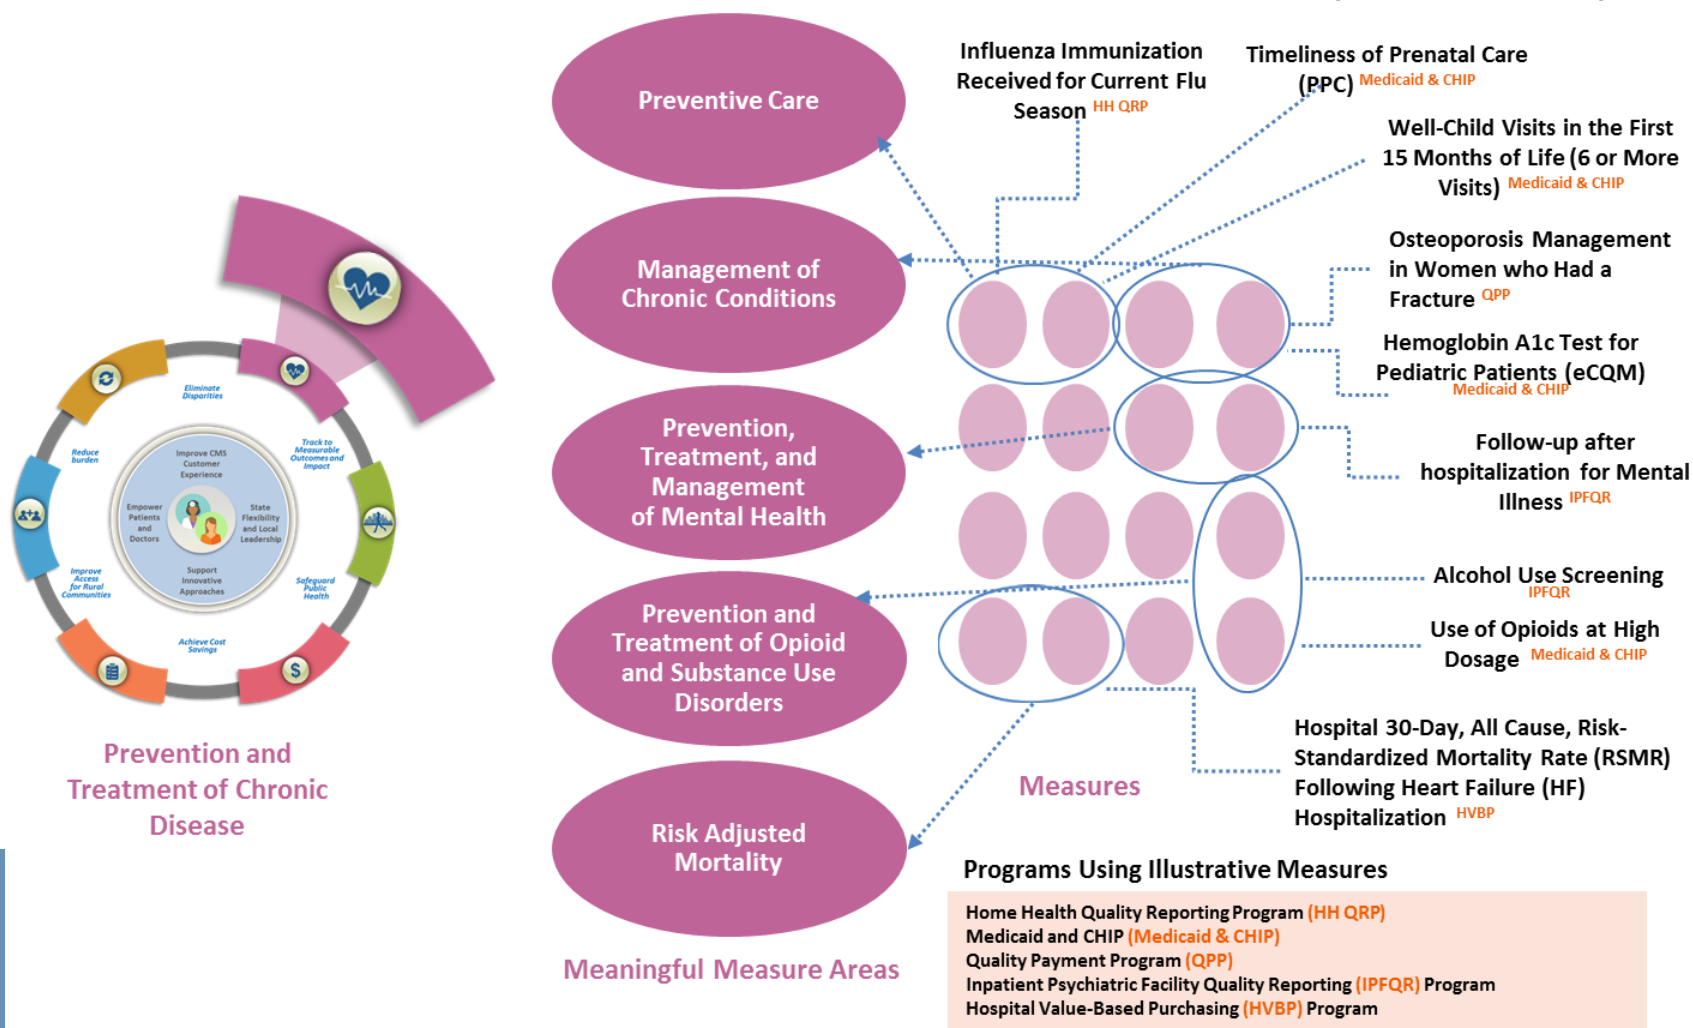 Preventive Care
Management of
Chronic Conditions
Prevention,
Treatment, and
Management
of Mental Health
Prevention and
Treatment of Opioid
and Substance Use
Disorders
Risk Adjusted
Mortality
Meaningful Measure Areas
Influenza Immunization
Received for Current Flu
Season HH QRP
Timeliness of Prenatal Care
(PPC) Medicaid & CHIP
Well-Child Visits in the First
15 Months of Life (6 or More
Visits) Medicaid & CHIP
Osteoporosis Management
in Women who Had a
Fracture QPP
Hemoglobin A1c Test for
Pediatric Patients (eCQM)
Medicaid & CHIP
Follow-up after
hospitalization for Mental
Illness IPFQR
Alcohol Use Screening
IPFQR
Use of Opioids at High
Dosage Medicaid & CHIP
Hospital 30-Day, All Cause, Risk-
Standardized Mortality Rate (RSMR)
Following Heart Failure (HF)
Hospitalization HVBP
Measures
Eliminate
Disparities
Track to
Measurable
Outcomes and
Impact
Safeguard
Public
Health
Achieve Cost
Savings
Improve
Access
for Rural
Communities
Reduce
burden
Improve CMS
Customer
Experience
State
Flexibility
and Local
Leadership
Support
Innovative
Approaches
Empower
Patients
and
Doctors
$
Prevention and
Treatment of Chronic
Disease
Programs Using Illustrative Measures
Home Health Quality Reporting Program (HH QRP)
Medicaid and CHIP (Medicaid & CHIP)
Quality Payment Program (QPP)
Inpatient Psychiatric Facility Quality Reporting (IPFQR) Program
Hospital Value-Based Purchasing (HVBP) Program